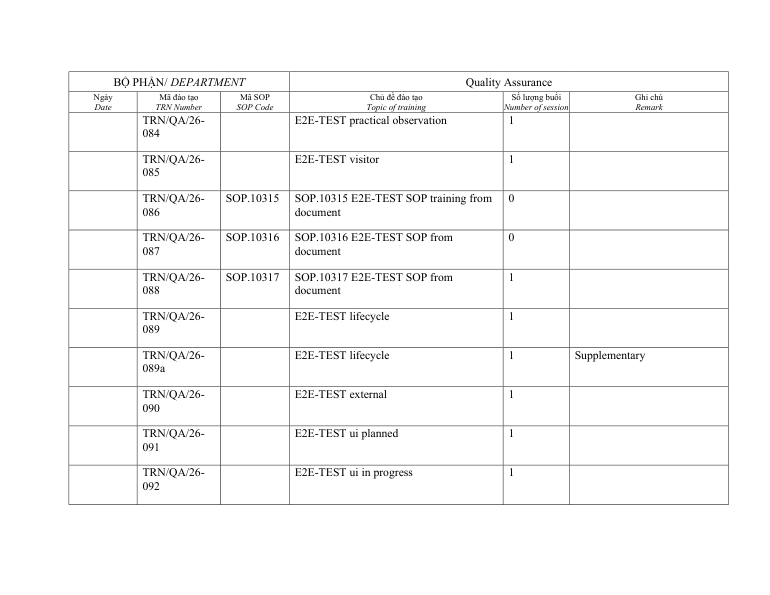 BỘ PHẬN/ DEPARTMENT Quality Assurance
Ngày Mã đào tạo Mã SOP Chủ đề đào tạo Số lượng buổi Ghi chú
Date TRN Number SOP Code Topic of training Number of session Remark
TRN/QA/26- E2E-TEST practical observation 1
084
TRN/QA/26- E2E-TEST visitor 1
085
TRN/QA/26- SOP.10315 SOP.10315 E2E-TEST SOP training from 0
086 document
TRN/QA/26- SOP.10316 SOP.10316 E2E-TEST SOP from 0
087 document
TRN/QA/26- SOP.10317 SOP.10317 E2E-TEST SOP from 1
088 document
TRN/QA/26- E2E-TEST lifecycle 1
089
TRN/QA/26- E2E-TEST lifecycle 1 Supplementary
089a
TRN/QA/26- E2E-TEST external 1
090
TRN/QA/26- E2E-TEST ui planned 1
091
TRN/QA/26- E2E-TEST ui in progress 1
092